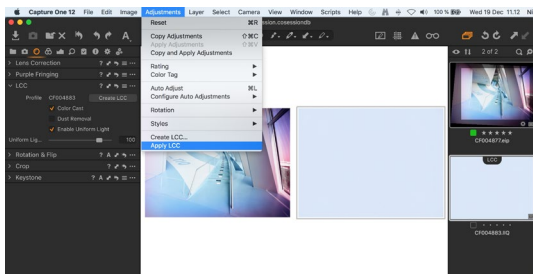 Capture One 12 File Edit Image Adjustments Layer Select Camera View Window Scripts Help 100% Wed 19 Dec 11.12
ssion.cosessiondb
Reset ⌘R
Copy Adjustments ⇧⌘C
Apply Adjustments ⇧⌘V
Copy and Apply Adjustments
Rating
Color Tag
Auto Adjust ⌘L
Configure Auto Adjustments
Rotation
Styles
Create LCC...
Apply LCC
2 of 2
Lens Correction
Purple Fringing
LCC
Profile CF004883 Create LCC
Color Cast
Dust Removal
Enable Uniform Light
Uniform Lig... 100
Rotation & Flip
Crop
Keystone
CF004877.eip
LCC
CF004883.IIQ